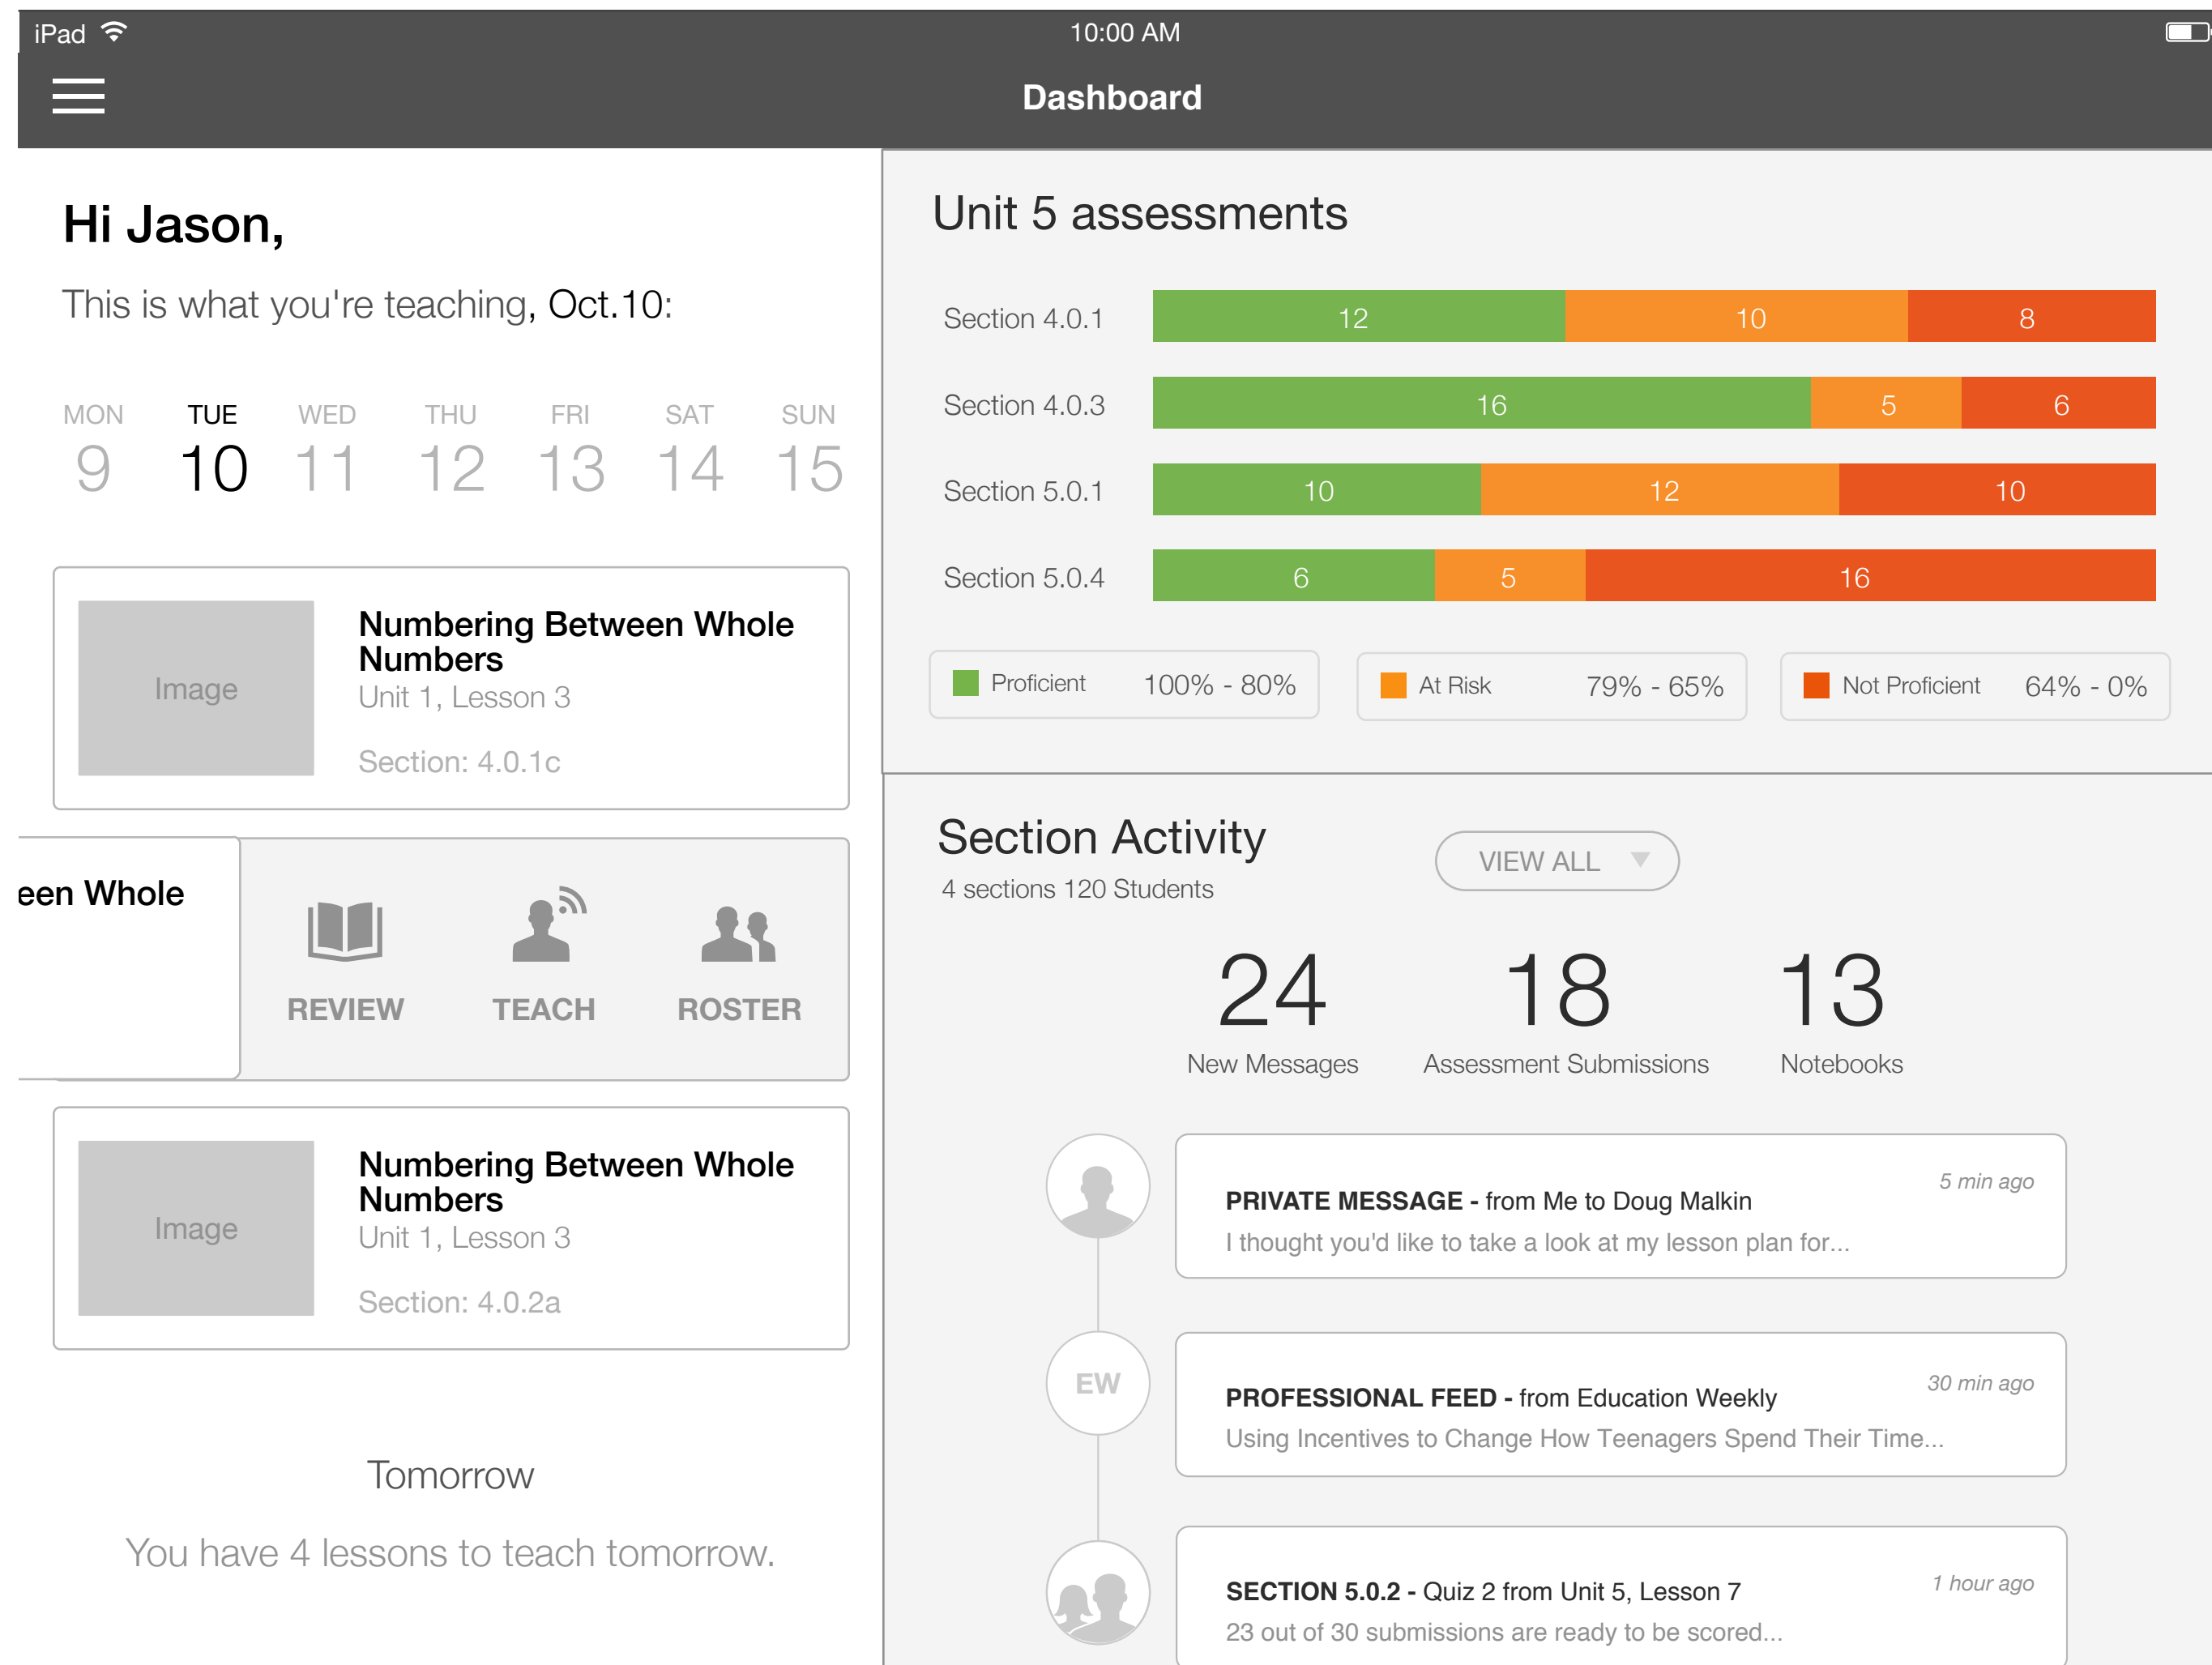 iPad
10:00 AM
Dashboard
Hi Jason,
This is what you're teaching, Oct.10:
MON TUE WED THU FRI SAT SUN
9 10 11 12 13 14 15
Image
Numbering Between Whole
Numbers
Unit 1, Lesson 3
Section: 4.0.1c
een Whole
REVIEW TEACH ROSTER
Image
Numbering Between Whole
Numbers
Unit 1, Lesson 3
Section: 4.0.2a
Tomorrow
You have 4 lessons to teach tomorrow.
Unit 5 assessments
Section 4.0.1 12 10 8
Section 4.0.3 16 5 6
Section 5.0.1 10 12 10
Section 5.0.4 6 5 16
Proficient 100% - 80% At Risk 79% - 65% Not Proficient 64% - 0%
Section Activity
VIEW ALL
4 sections 120 Students
24 18 13
New Messages Assessment Submissions Notebooks
5 min ago
PRIVATE MESSAGE - from Me to Doug Malkin
I thought you'd like to take a look at my lesson plan for...
EW
30 min ago
PROFESSIONAL FEED - from Education Weekly
Using Incentives to Change How Teenagers Spend Their Time...
1 hour ago
SECTION 5.0.2 - Quiz 2 from Unit 5, Lesson 7
23 out of 30 submissions are ready to be scored...